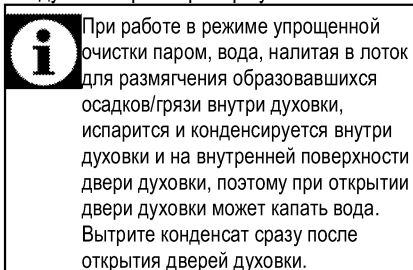 При работе в режиме упрощенной
очистки паром, вода, налитая в лоток
для размягчения образовавшихся
осадков/грязи внутри духовки,
испарится и конденсируется внутри
духовки и на внутренней поверхности
двери духовки, поэтому при открытии
двери духовки может капать вода.
Вытрите конденсат сразу после
открытия дверей духовки.